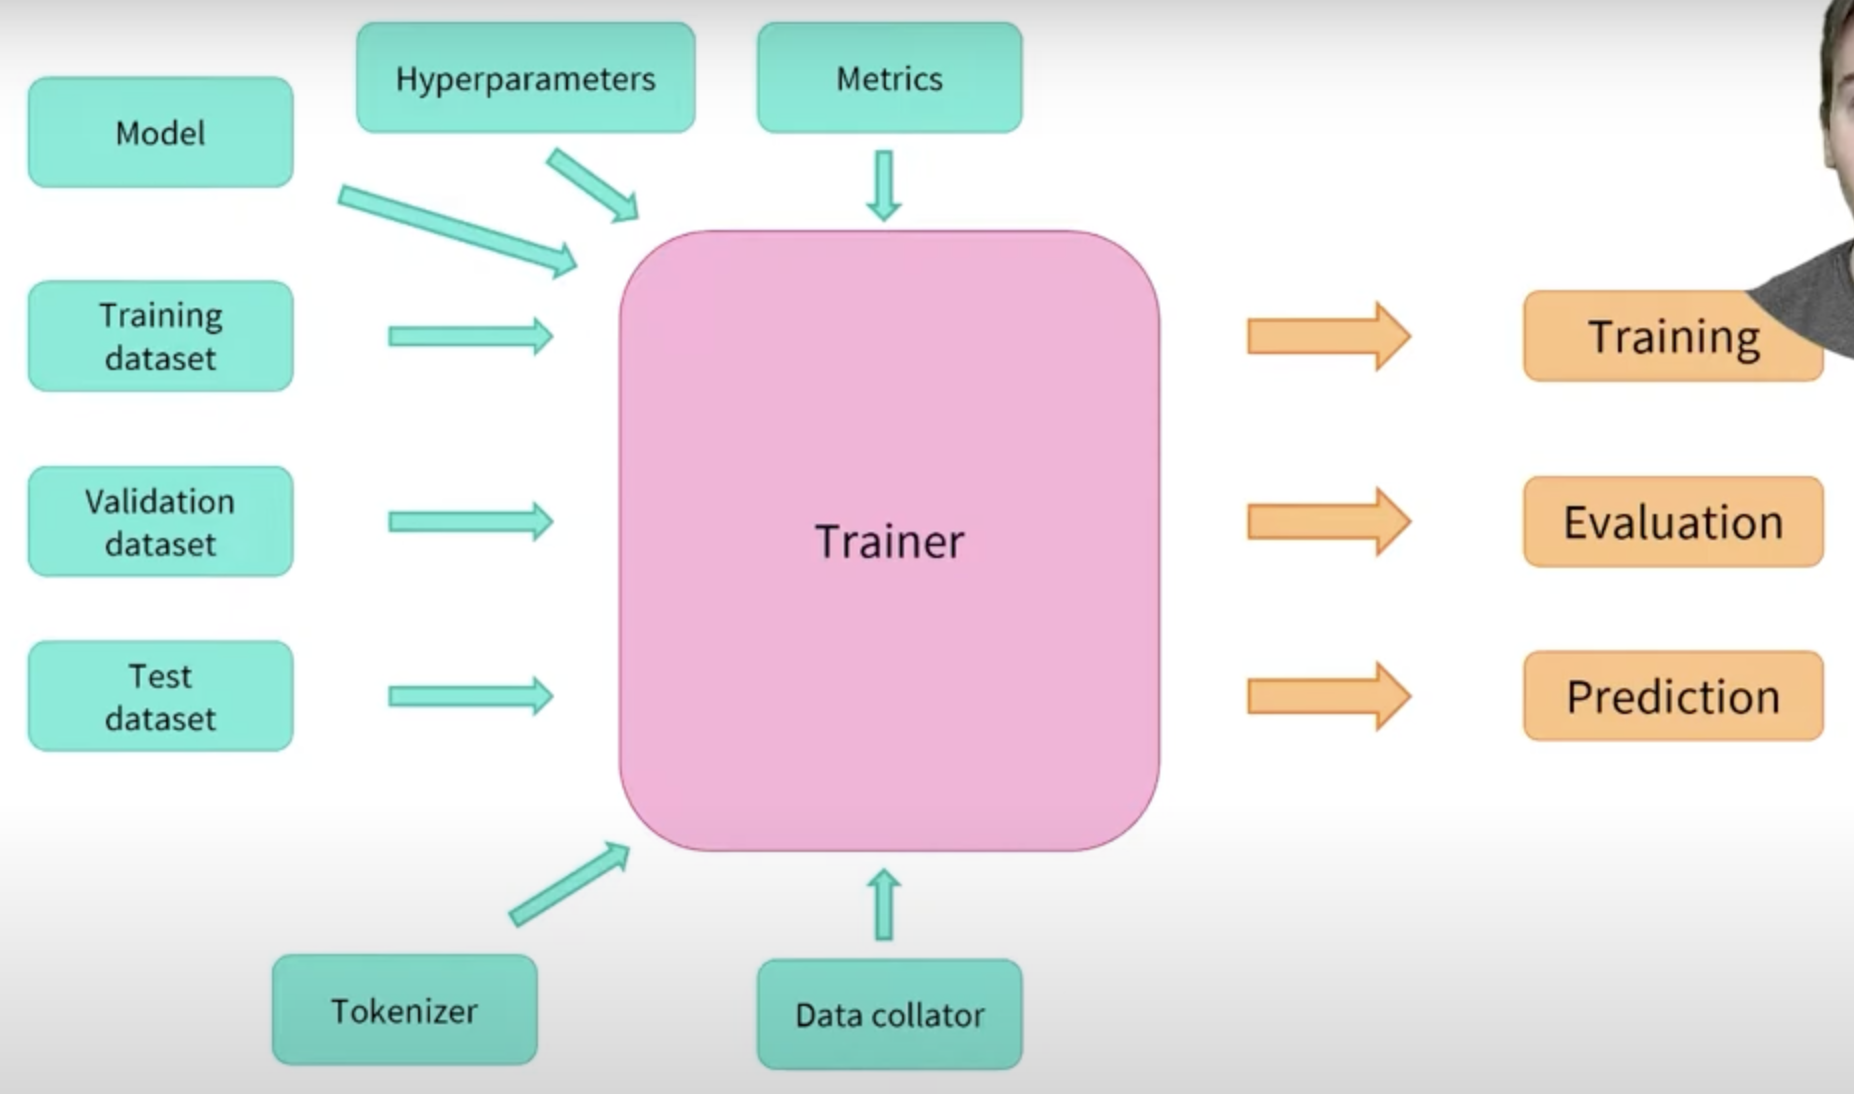 Hyperparameters
Metrics
Model
Training
dataset
Training
Validation
dataset
Evaluation
Trainer
Test
dataset
Prediction
Tokenizer
Data collator